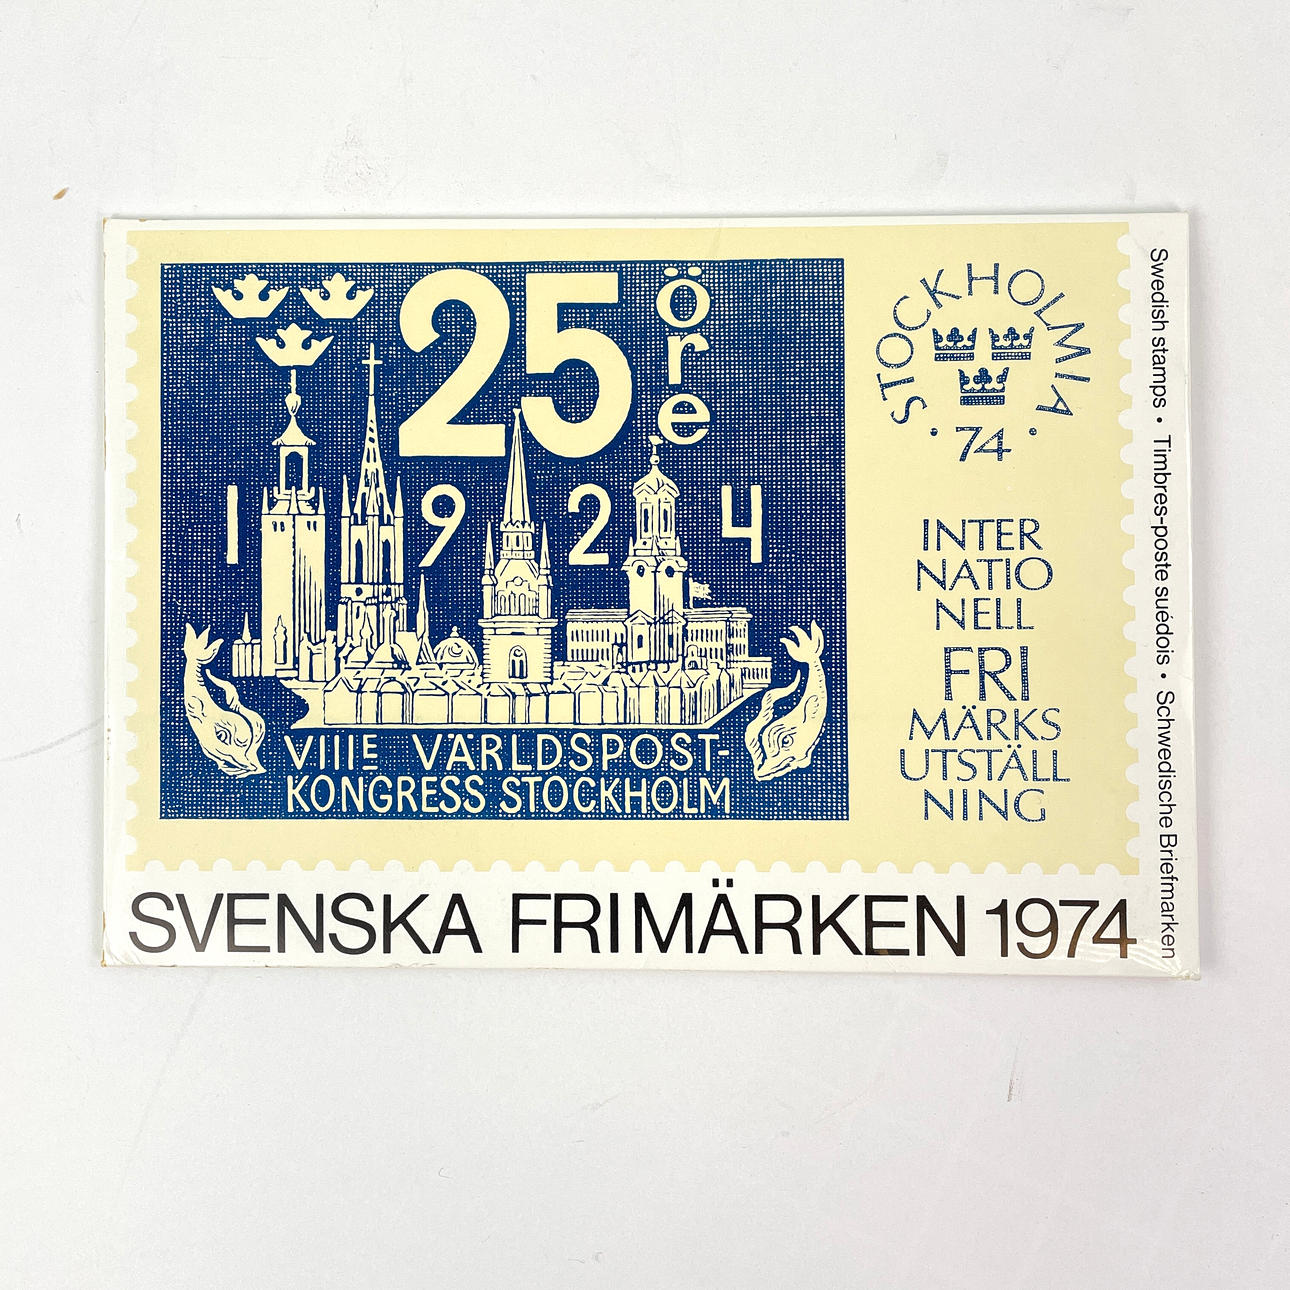 25 öre
1924
VIIIE VÄRLDSPOST-
KONGRESS STOCKHOLM
STOCKHOLMIA
· 74 ·
INTER
NATIO
NELL
FRI
MÄRKS
UTSTÄLL
NING
SVENSKA FRIMÄRKEN 1974
Swedish stamps • Timbres-poste suédois • Schwedische Briefmarken